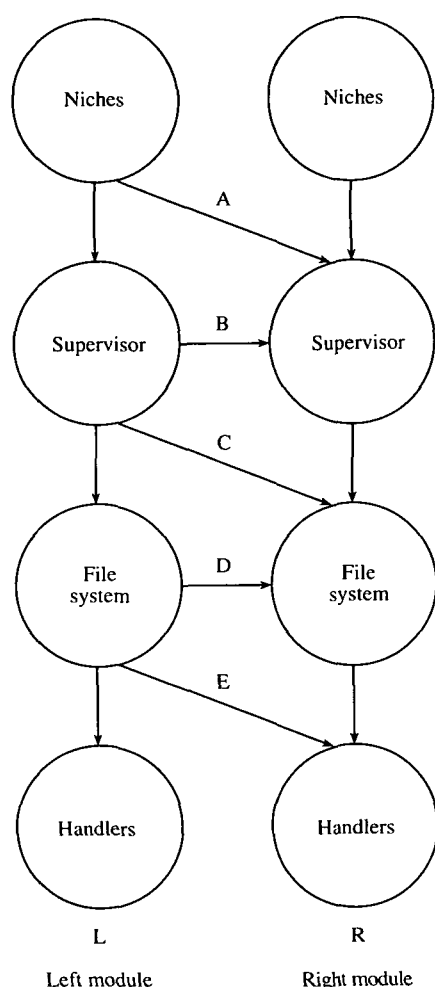 Niches
Niches
A
Supervisor
B
Supervisor
C
File
system
D
File
system
E
Handlers
Handlers
L
R
Left module
Right module